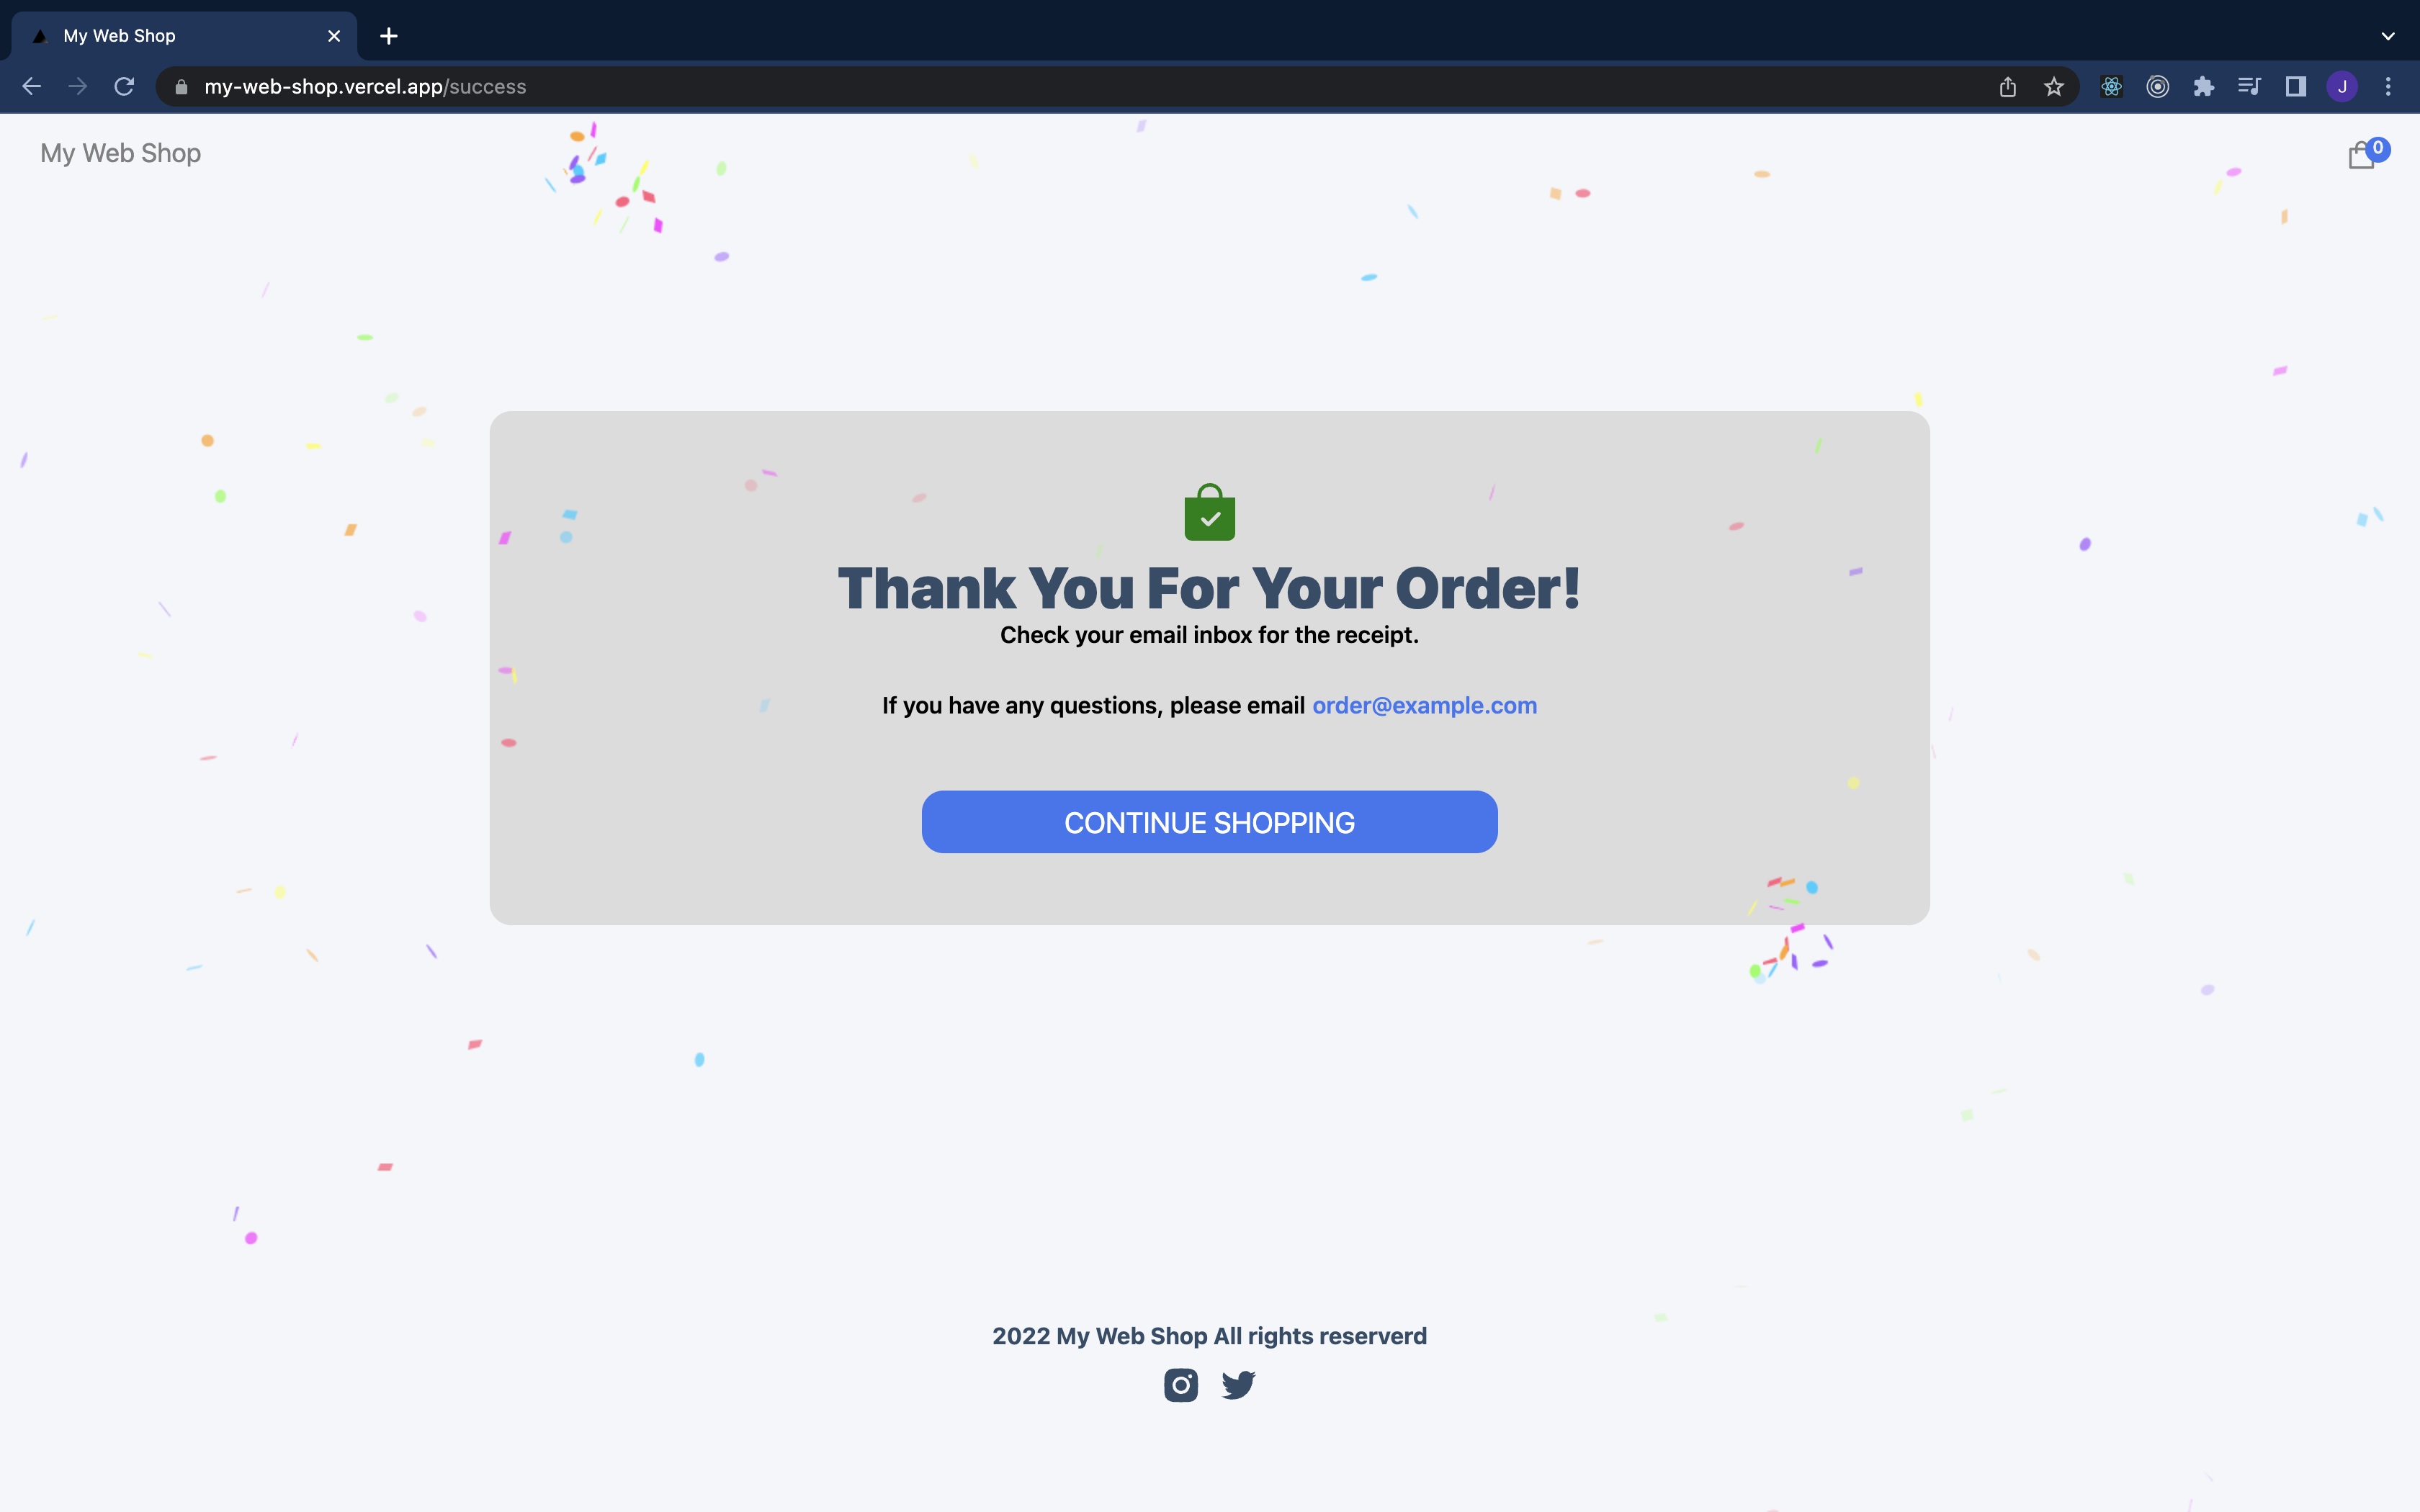 My Web Shop
my-web-shop.vercel.app/success
J
My Web Shop
0
Thank You For Your Order!
Check your email inbox for the receipt.
If you have any questions, please email order@example.com
CONTINUE SHOPPING
2022 My Web Shop All rights reserverd